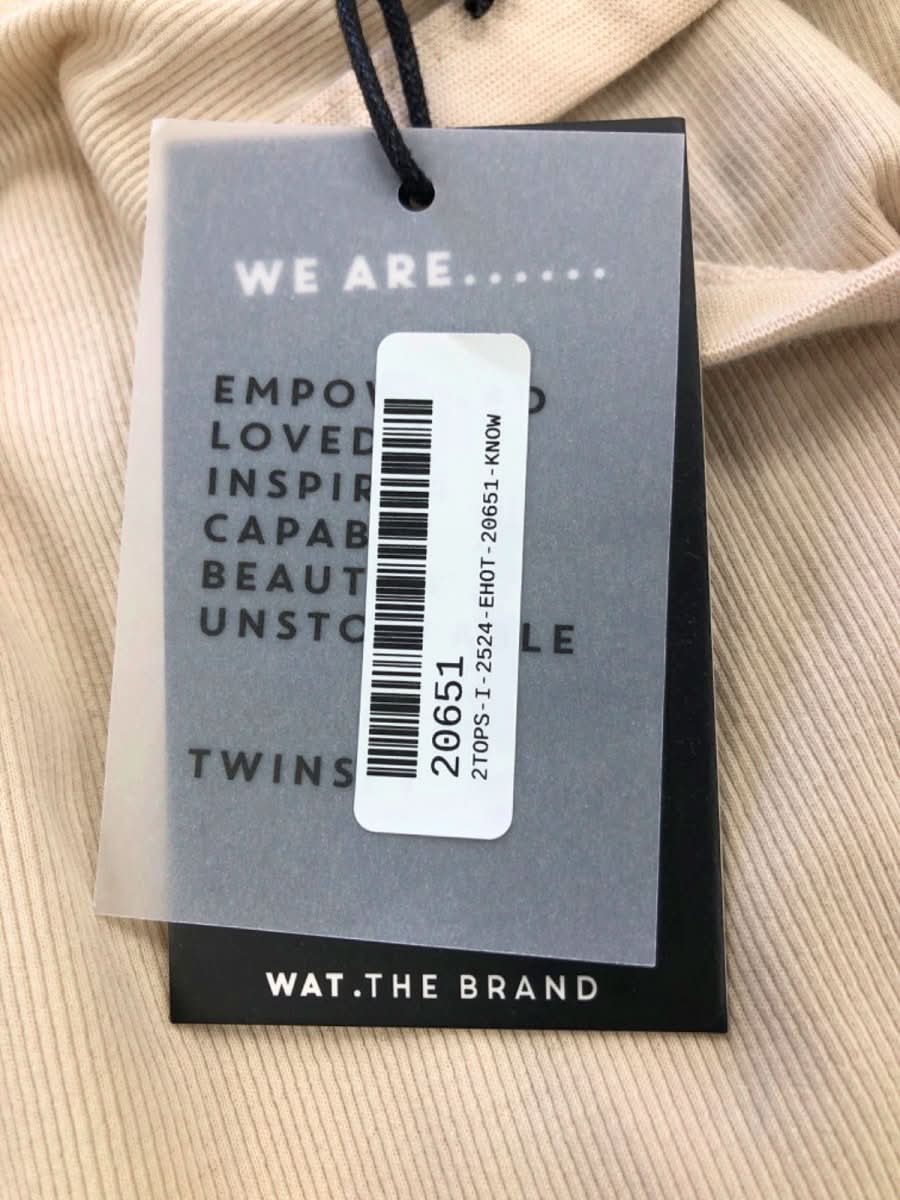 WE ARE......
EMPOW D
LOVED
INSPIR
CAPAB
BEAUT
UNSTO LE
TWINS
20651
2TOPS-I-2524-EHOT-20651-KNOW
WAT.THE BRAND